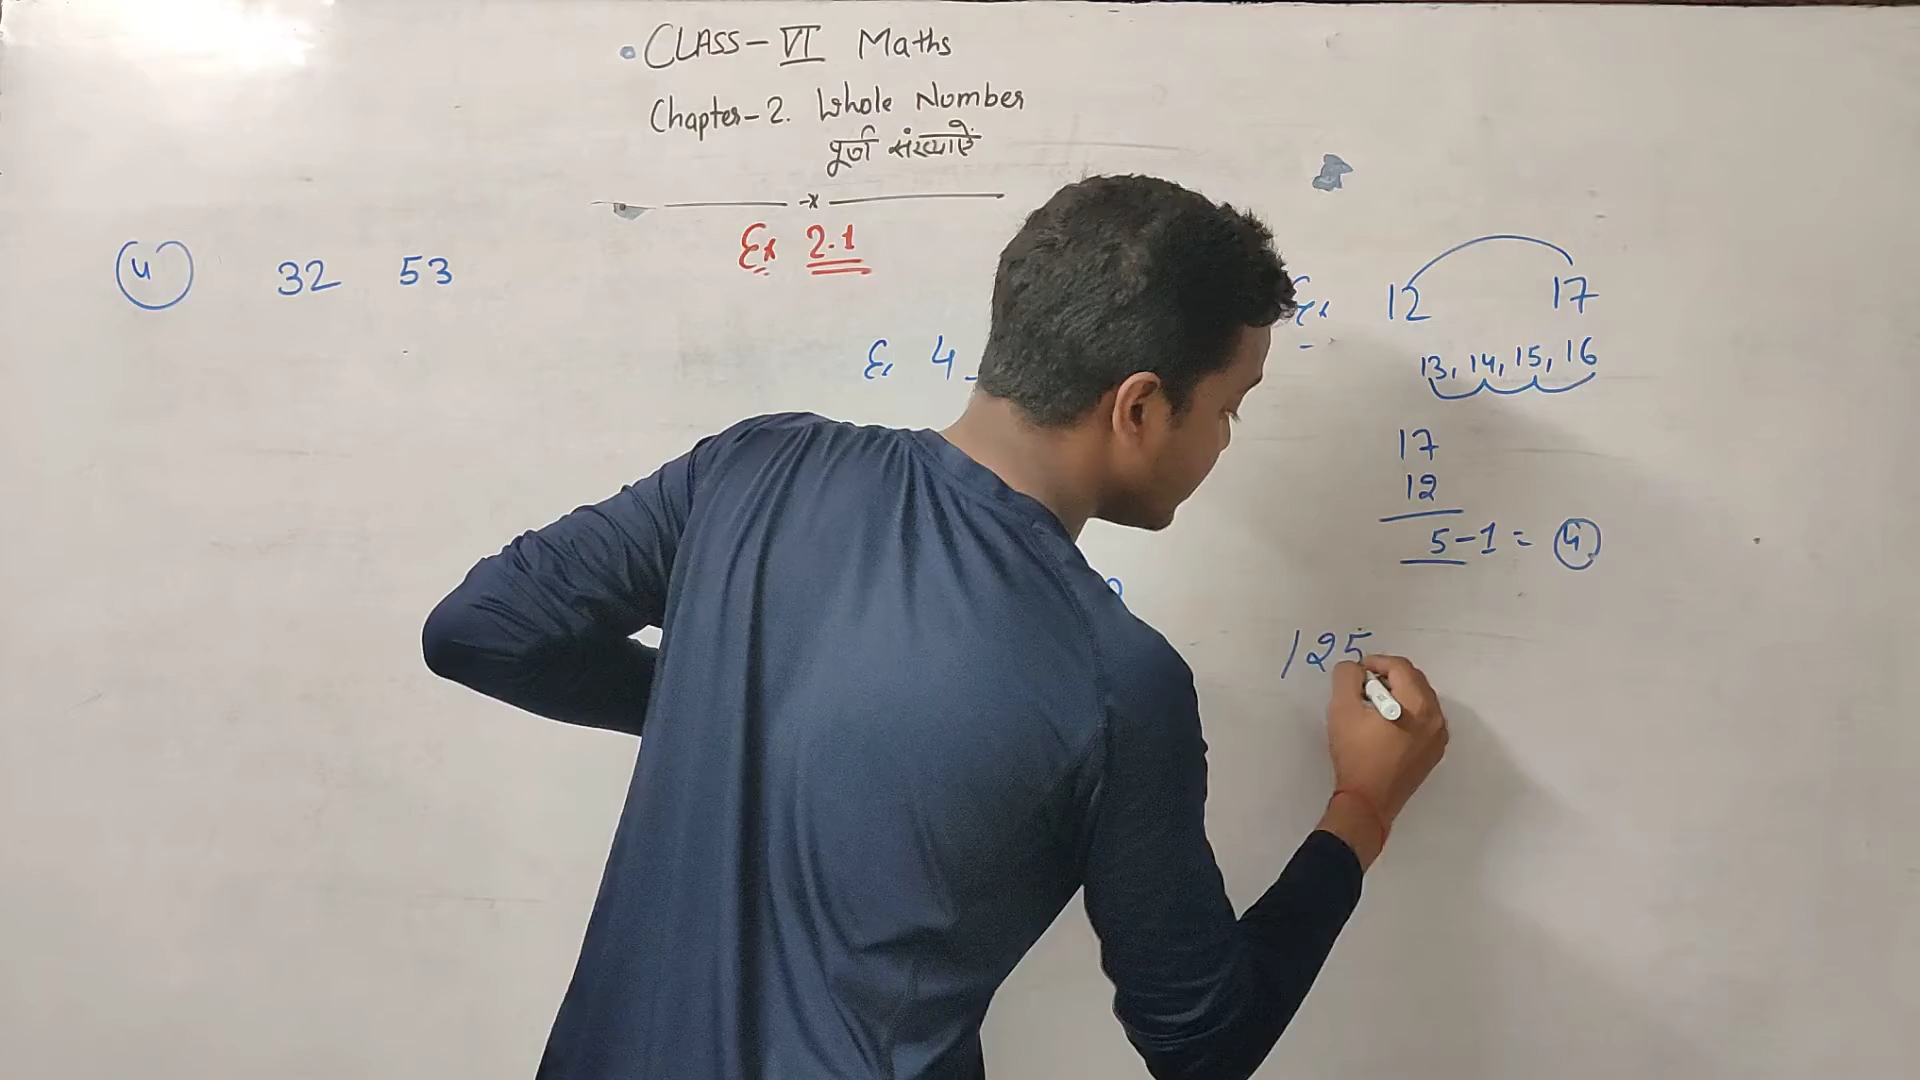 CLASS-VI Maths
Chapter-2. Whole Number
पूर्ण संख्याएँ
Ex 2.1
4 32 53
Ex 12 17
13, 14, 15, 16
Ex 4
17
12
5-1 = 4
125